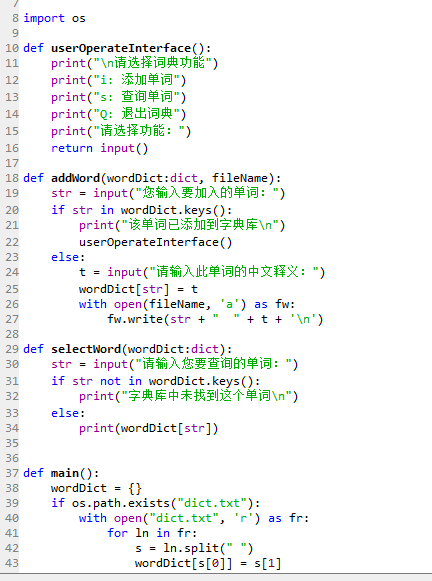 7
8 import os
9
10 def userOperateInterface():
11     print("\n请选择词典功能")
12     print("i: 添加单词")
13     print("s: 查询单词")
14     print("Q: 退出词典")
15     print("请选择功能: ")
16     return input()
17
18 def addWord(wordDict:dict, fileName):
19     str = input("您输入要加入的单词: ")
20     if str in wordDict.keys():
21         print("该单词已添加到字典库\n")
22         userOperateInterface()
23     else:
24         t = input("请输入此单词的中文释义: ")
25         wordDict[str] = t
26         with open(fileName, 'a') as fw:
27             fw.write(str + "  " + t + '\n')
28
29 def selectWord(wordDict:dict):
30     str = input("请输入您要查询的单词: ")
31     if str not in wordDict.keys():
32         print("字典库中未找到这个单词\n")
33     else:
34         print(wordDict[str])
35
36
37 def main():
38     wordDict = {}
39     if os.path.exists("dict.txt"):
40         with open("dict.txt", 'r') as fr:
41             for ln in fr:
42                 s = ln.split(" ")
43                 wordDict[s[0]] = s[1]